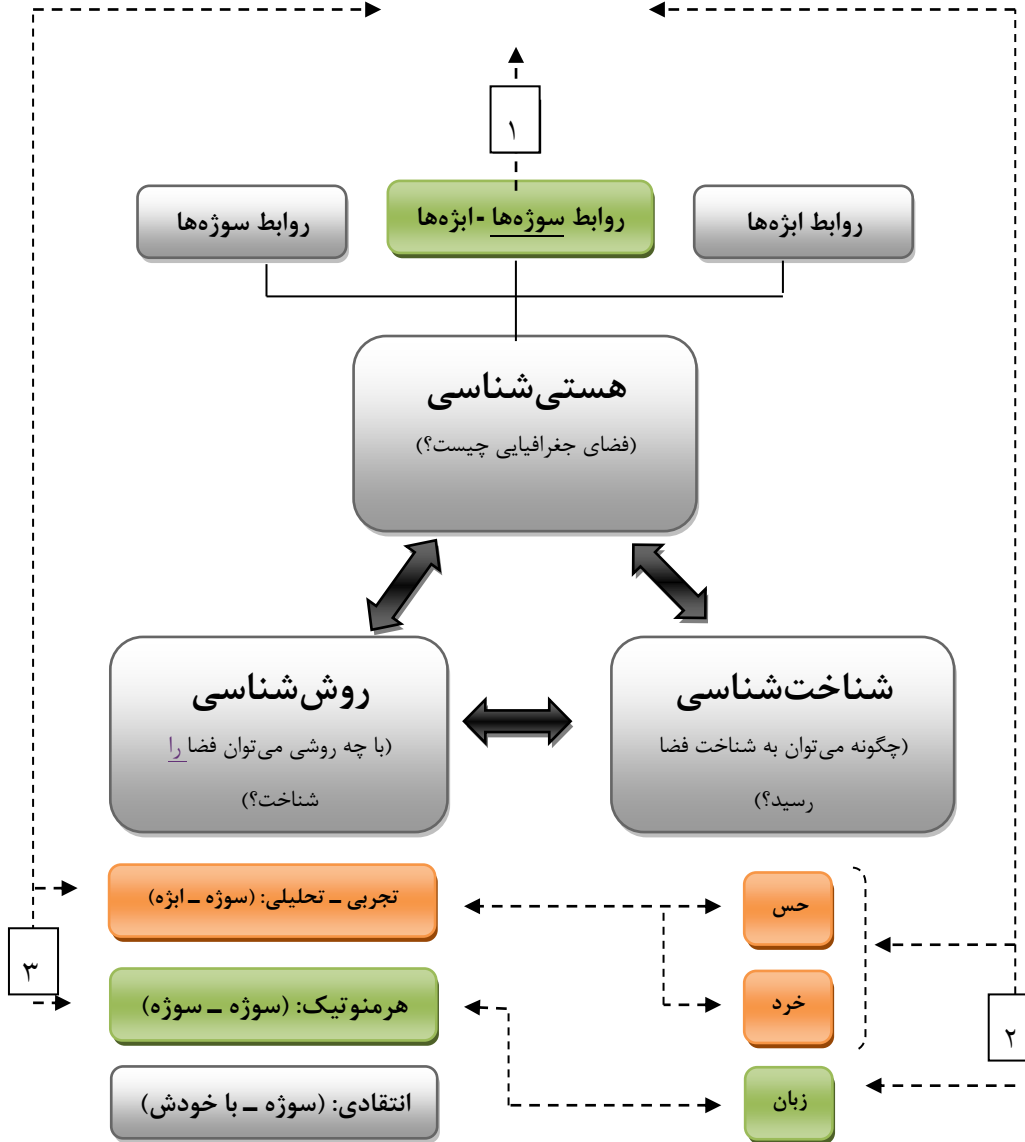 ۱
روابط ابژه‌ها
روابط سوژه‌ها - ابژه‌ها
روابط سوژه‌ها
هستی‌شناسی
(فضای جغرافیایی چیست؟)
شناخت‌شناسی
(چگونه می‌توان به شناخت فضا
رسید؟)
روش‌شناسی
(با چه روشی می‌توان فضا را
شناخت؟)
حس
خرد
زبان
تجربی ـ تحلیلی: (سوژه ـ ابژه)
هرمنوتیک: (سوژه ـ سوژه)
انتقادی: (سوژه ـ با خودش)
۲
۳